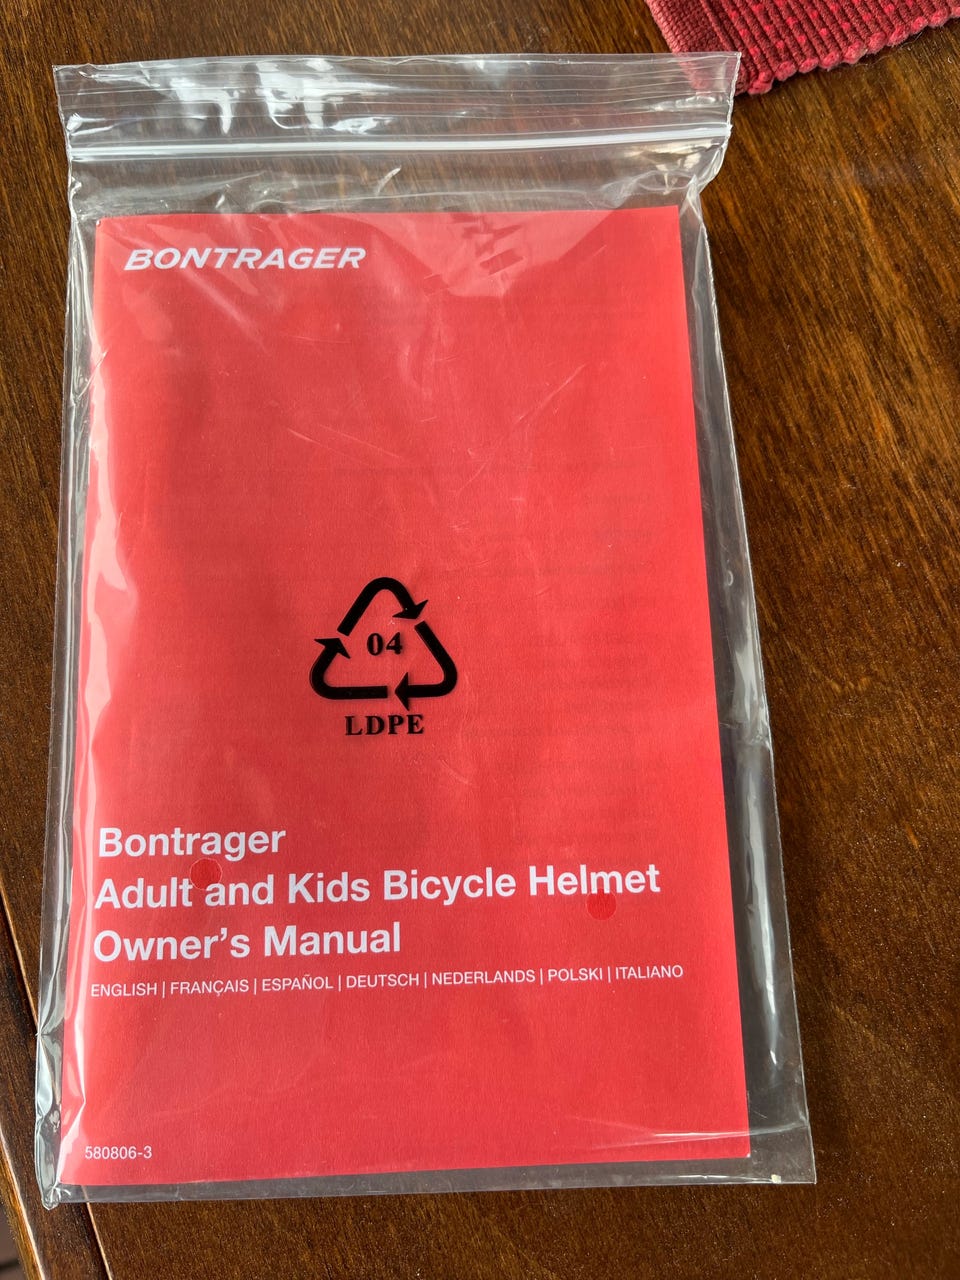 BONTRAGER
04
LDPE
Bontrager
Adult and Kids Bicycle Helmet
Owner’s Manual
ENGLISH | FRANÇAIS | ESPAÑOL | DEUTSCH | NEDERLANDS | POLSKI | ITALIANO
580806-3